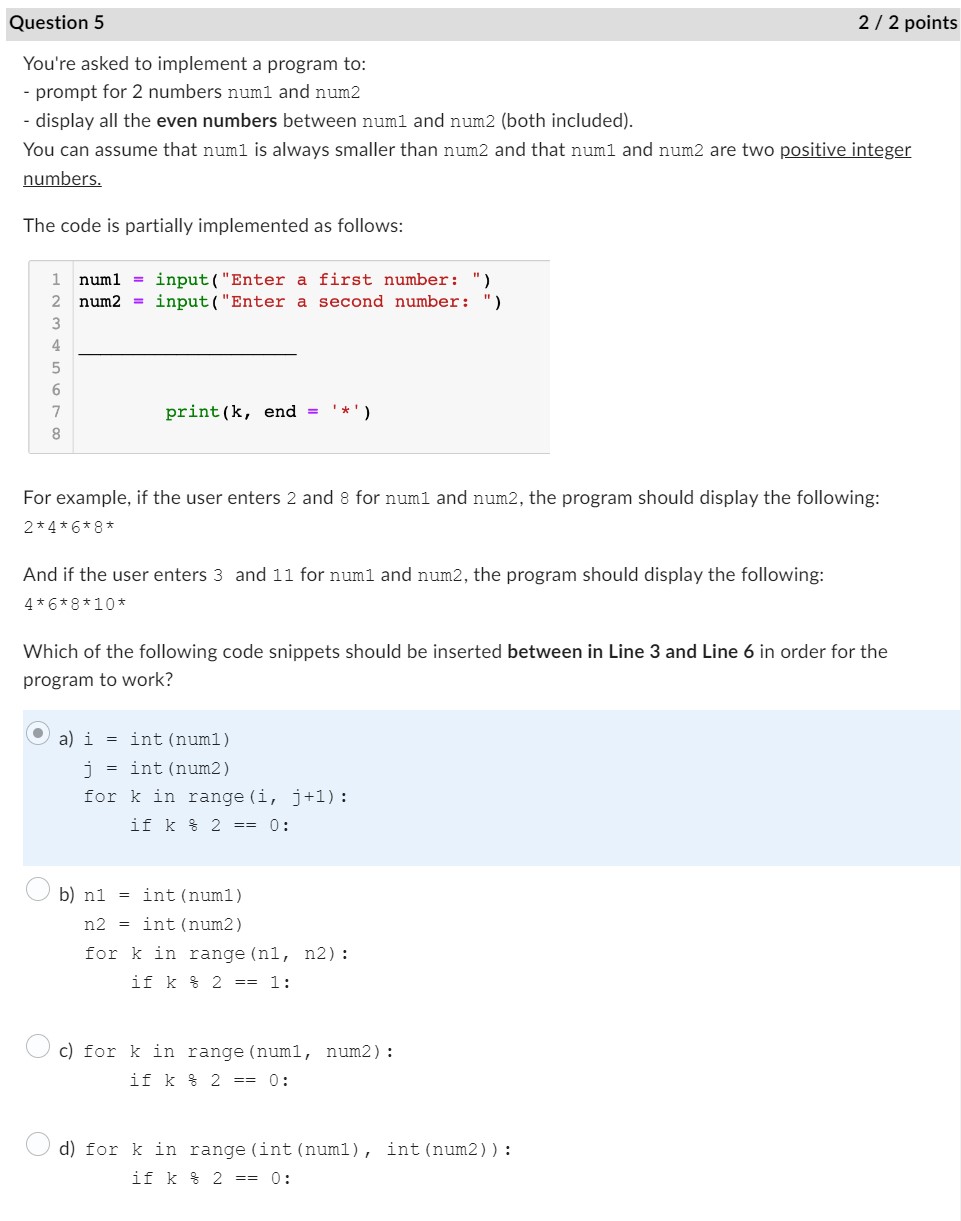 Question 5 2 / 2 points
You're asked to implement a program to:
- prompt for 2 numbers num1 and num2
- display all the even numbers between num1 and num2 (both included).
You can assume that num1 is always smaller than num2 and that num1 and num2 are two positive integer
numbers.
The code is partially implemented as follows:
1 num1 = input("Enter a first number: ")
2 num2 = input("Enter a second number: ")
3
4 ____________________
5
6
7 print(k, end = '*')
8
For example, if the user enters 2 and 8 for num1 and num2, the program should display the following:
2*4*6*8*
And if the user enters 3 and 11 for num1 and num2, the program should display the following:
4*6*8*10*
Which of the following code snippets should be inserted between in Line 3 and Line 6 in order for the
program to work?
a) i = int(num1)
j = int(num2)
for k in range(i, j+1):
if k % 2 == 0:
b) n1 = int(num1)
n2 = int(num2)
for k in range(n1, n2):
if k % 2 == 1:
c) for k in range(num1, num2):
if k % 2 == 0:
d) for k in range(int(num1), int(num2)):
if k % 2 == 0: